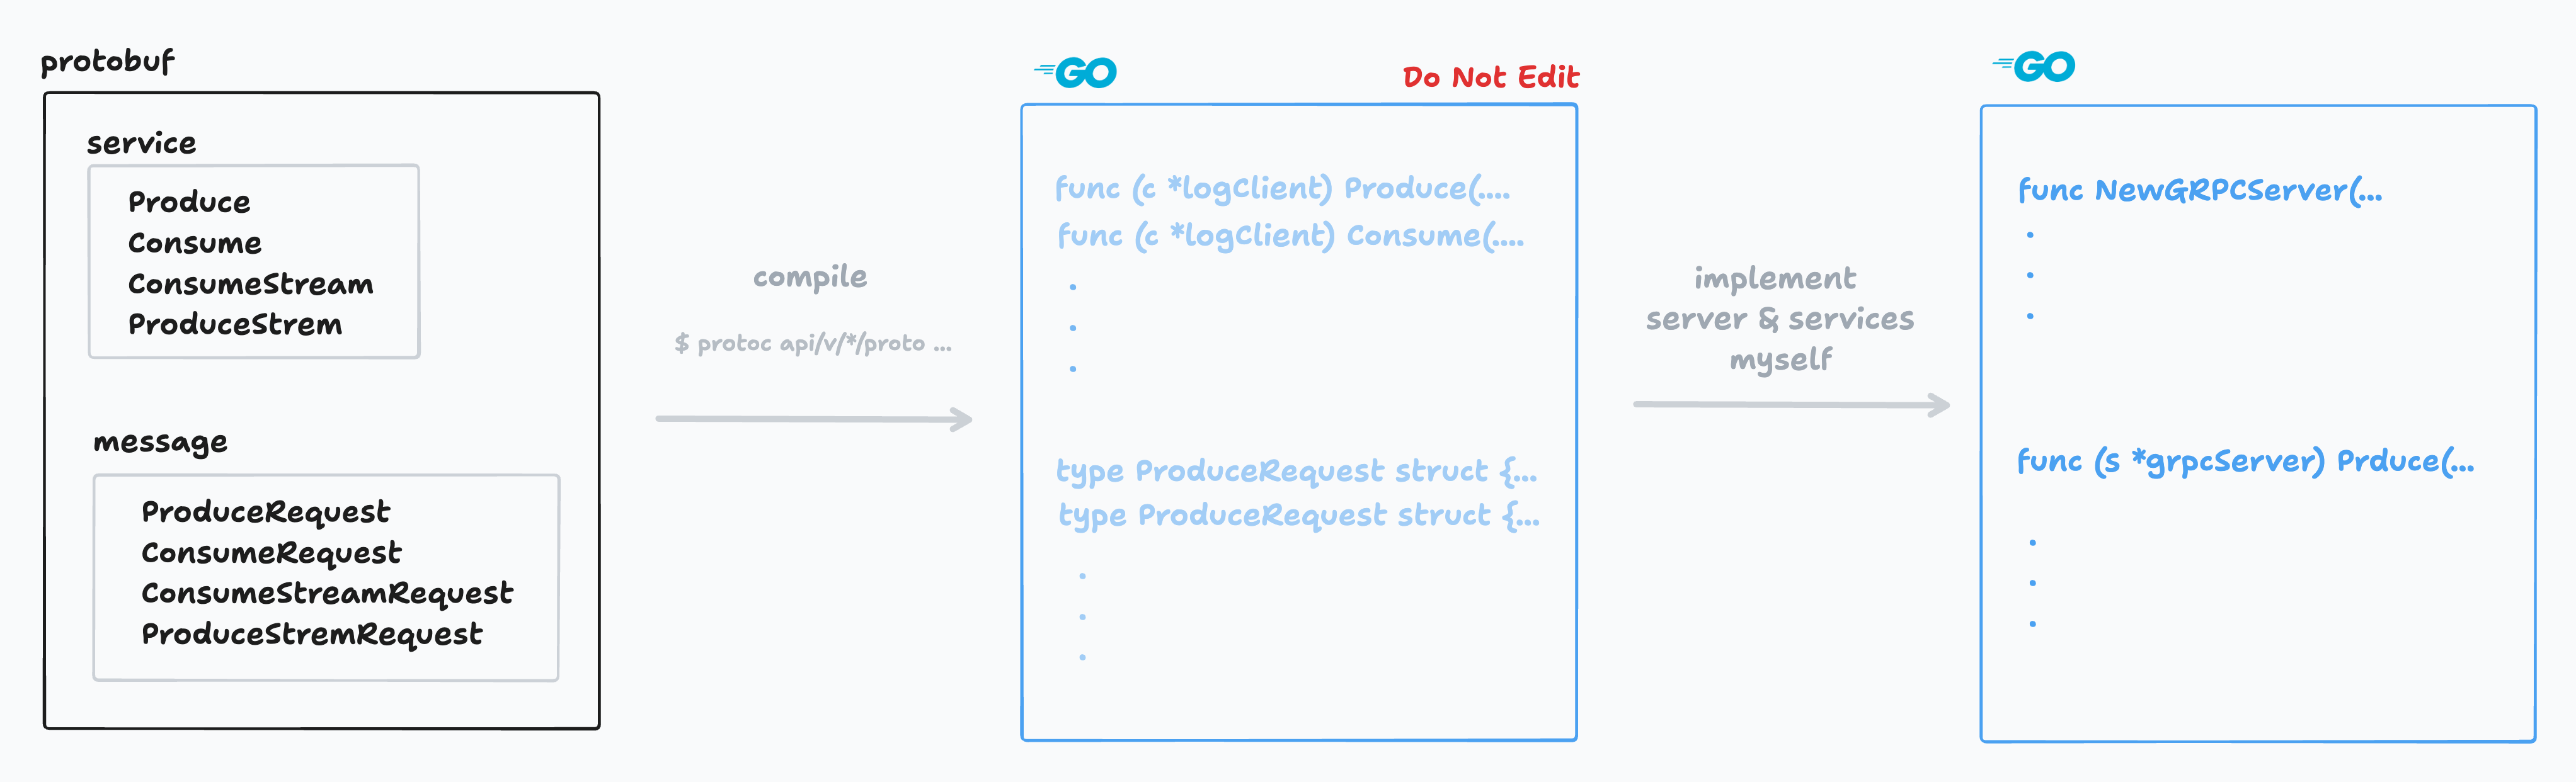 protobuf
service
Produce
Consume
ConsumeStream
ProduceStrem
message
ProduceRequest
ConsumeRequest
ConsumeStreamRequest
ProduceStremRequest
compile
$ protoc api/v/*/proto ...
GO
Do Not Edit
func (c *logClient) Produce(....
func (c *logClient) Consume(....
.
.
.
type ProduceRequest struct {...
type ProduceRequest struct {...
.
.
.
implement
server & services
myself
GO
func NewGRPCServer(...
.
.
.
func (s *grpcServer) Prduce(...
.
.
.